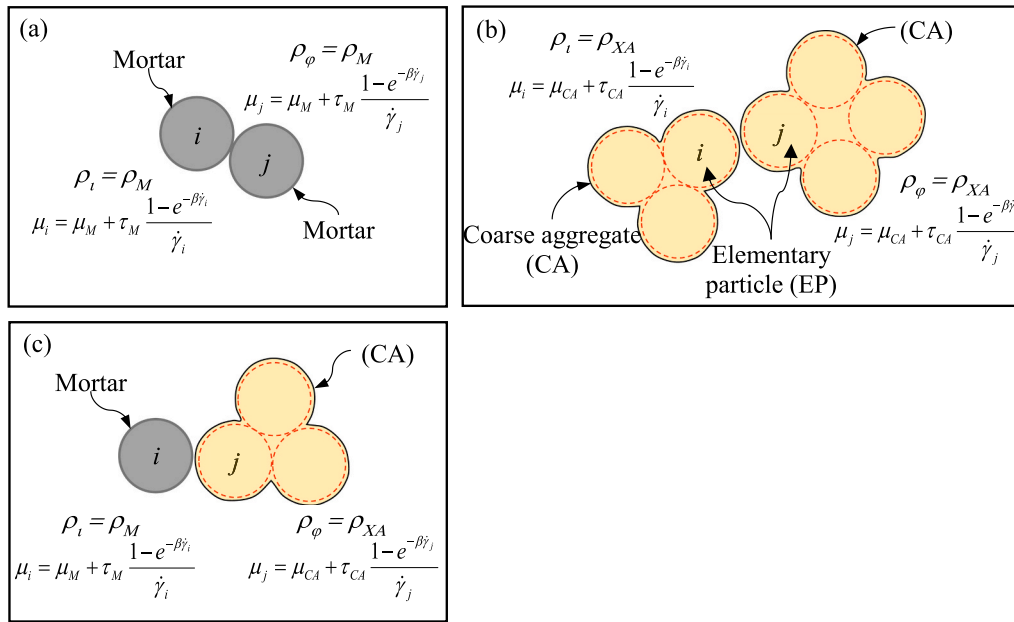 (a)
Mortar
ρ_φ = ρ_M
μ_j = μ_M + τ_M (1 − e^{−βγ̇_j}) / γ̇_j
i
j
ρ_ι = ρ_M
μ_i = μ_M + τ_M (1 − e^{−βγ̇_i}) / γ̇_i
Mortar
(b)
(CA)
ρ_ι = ρ_XA
μ_i = μ_CA + τ_CA (1 − e^{−βγ̇_i}) / γ̇_i
i
j
ρ_φ = ρ_XA
μ_j = μ_CA + τ_CA (1 − e^{−βγ̇}) / γ̇_j
Coarse aggregate
(CA)
Elementary
particle (EP)
(c)
(CA)
Mortar
i
j
ρ_ι = ρ_M
μ_i = μ_M + τ_M (1 − e^{−βγ̇_i}) / γ̇_i
ρ_φ = ρ_XA
μ_j = μ_CA + τ_CA (1 − e^{−βγ̇_j}) / γ̇_j